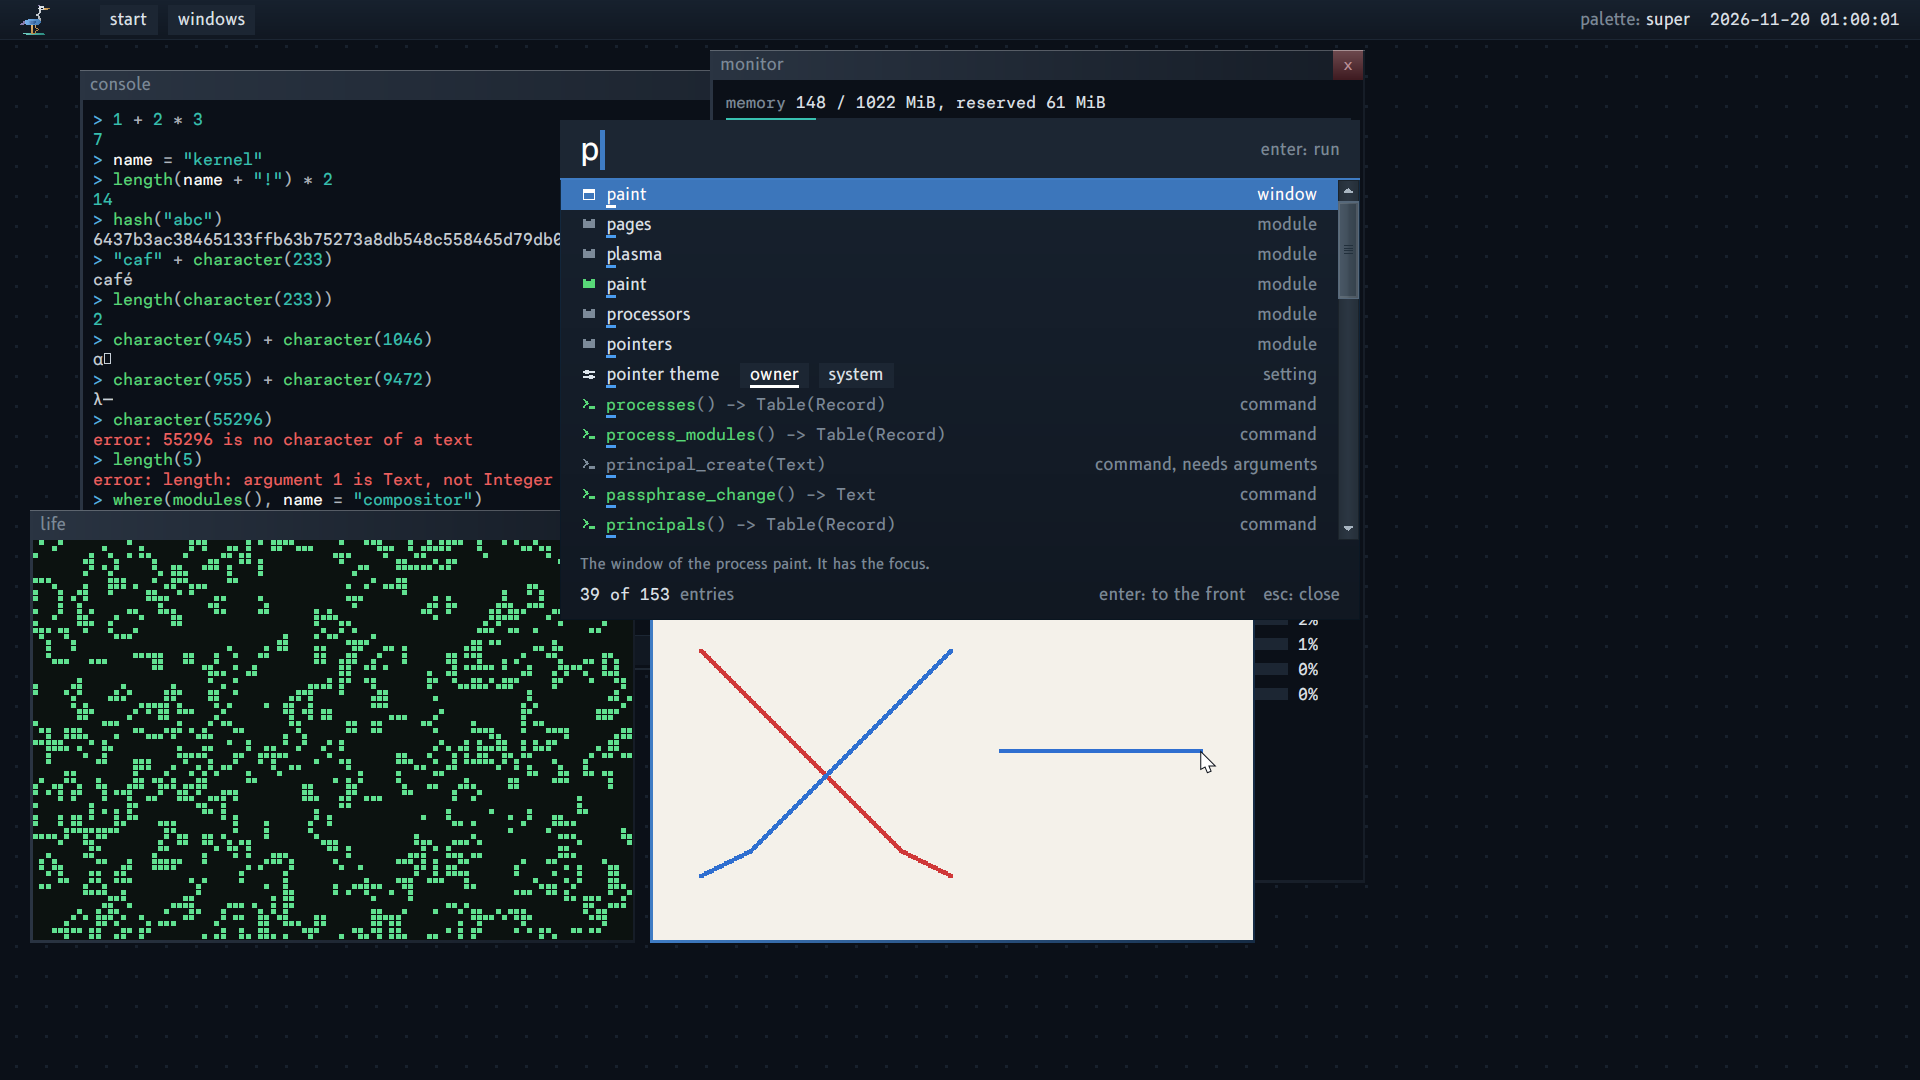 start windows palette: super 2026-11-20 01:00:01
console
> 1 + 2 * 3
7
> name = "kernel"
> length(name + "!") * 2
14
> hash("abc")
> "caf" + character(233)
café
> length(character(233))
2
> character(945) + character(1046)
α▯
> character(955) + character(9472)
λ─
> character(55296)
error: 55296 is no character of a text
> length(5)
error: length: argument 1 is Text, not Integer
> where(modules(), name = "compositor")
monitor x
memory 148 / 1022 MiB, reserved 61 MiB
p enter: run
paint window
pages module
plasma module
paint module
processors module
pointers module
pointer theme owner system setting
processes() -> Table(Record) command
process_modules() -> Table(Record) command
principal_create(Text) command, needs arguments
passphrase_change() -> Text command
principals() -> Table(Record) command
The window of the process paint. It has the focus.
39 of 153 entries enter: to the front esc: close
life
2%
1%
0%
0%